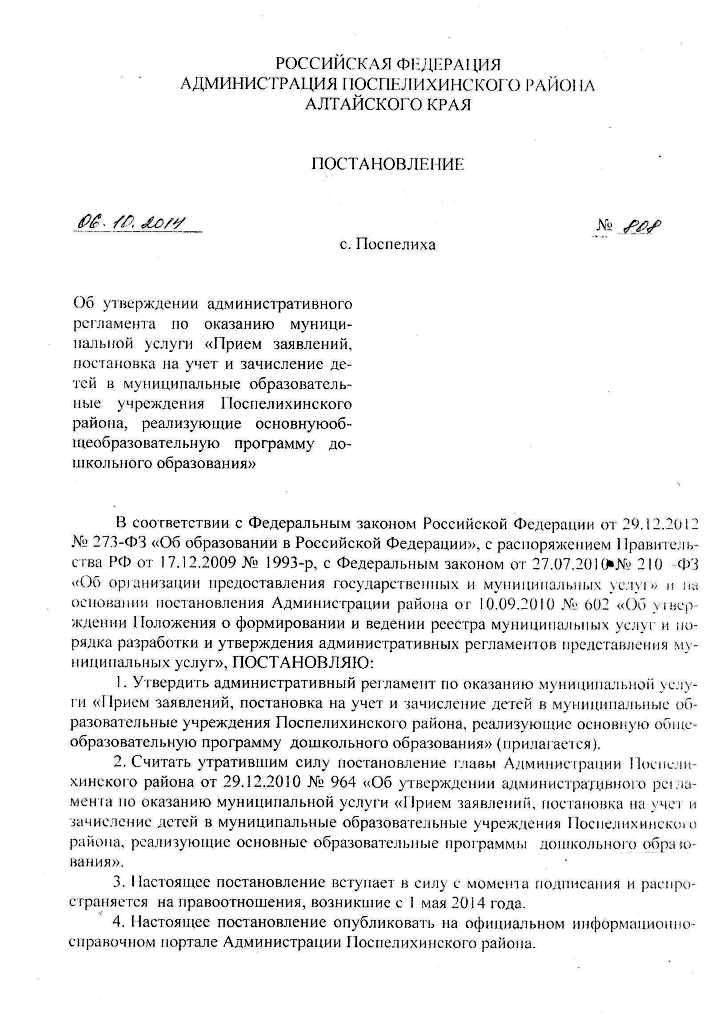 РОССИЙСКАЯ ФЕДЕРАЦИЯ
АДМИНИСТРАЦИЯ ПОСПЕЛИХИНСКОГО РАЙОНА
АЛТАЙСКОГО КРАЯ
ПОСТАНОВЛЕНИЕ
06.10.2014 № 808
с. Поспелиха
Об утверждении административного
регламента по оказанию муници-
пальной услуги «Прием заявлений,
постановка на учет и зачисление де-
тей в муниципальные образователь-
ные учреждения Поспелихинского
района, реализующие основнуюоб-
щеобразовательную программу до-
школьного образования»
В соответствии с Федеральным законом Российской Федерации от 29.12.2012
№ 273-ФЗ «Об образовании в Российской Федерации», с распоряжением Правитель-
ства РФ от 17.12.2009 № 1993-р, с Федеральным законом от 27.07.2010 № 210 -ФЗ
«Об организации предоставления государственных и муниципальных услуг» и на
основании постановления Администрации района от 10.09.2010 № 602 «Об утвер-
ждении Положения о формировании и ведении реестра муниципальных услуг и по-
рядка разработки и утверждения административных регламентов представления му-
ниципальных услуг», ПОСТАНОВЛЯЮ:
1. Утвердить административный регламент по оказанию муниципальной услу-
ги «Прием заявлений, постановка на учет и зачисление детей в муниципальные об-
разовательные учреждения Поспелихинского района, реализующие основную обще-
образовательную программу дошкольного образования» (прилагается).
2. Считать утратившим силу постановление главы Администрации Поспели-
хинского района от 29.12.2010 № 964 «Об утверждении административного регла-
мента по оказанию муниципальной услуги «Прием заявлений, постановка на учет и
зачисление детей в муниципальные образовательные учреждения Поспелихинского
района, реализующие основные образовательные программы дошкольного образо-
вания».
3. Настоящее постановление вступает в силу с момента подписания и распро-
страняется на правоотношения, возникшие с 1 мая 2014 года.
4. Настоящее постановление опубликовать на официальном информационно-
справочном портале Администрации Поспелихинского района.